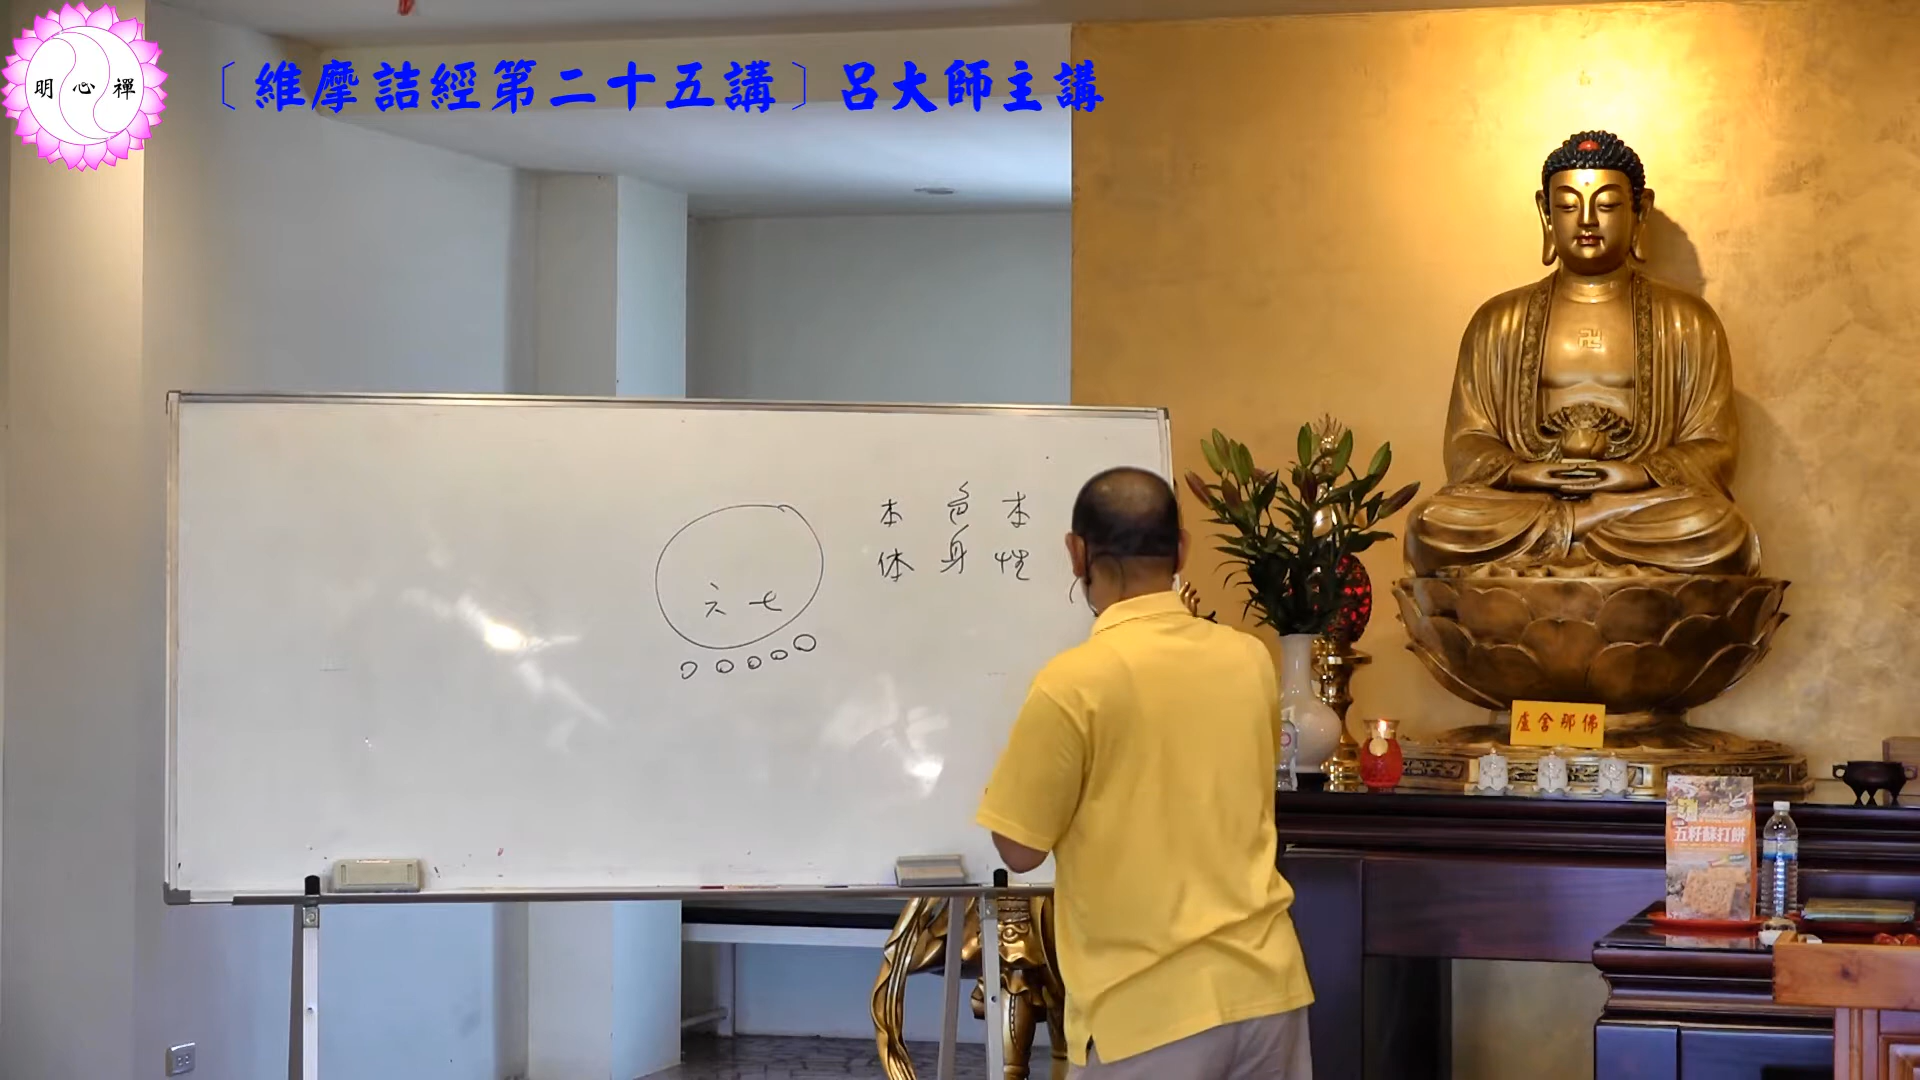 明心禪
〔維摩詰經第二十五講〕呂大師主講
本性
色身
本体
六七
卍
盧舍那佛
五籽蘇打餅